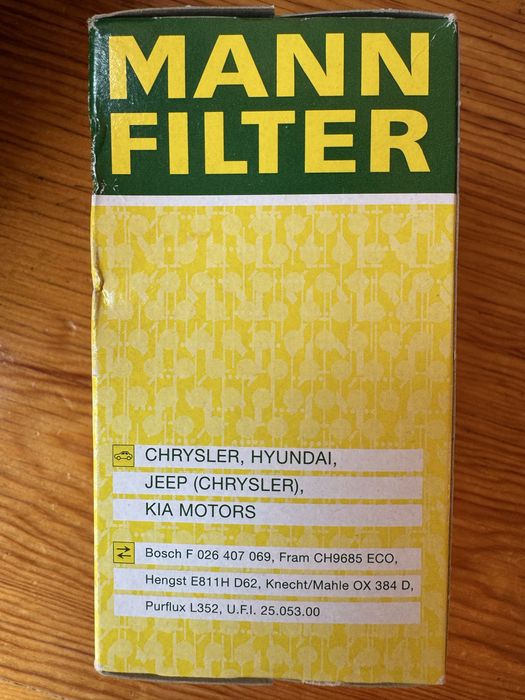 MANN
FILTER
CHRYSLER, HYUNDAI,
JEEP (CHRYSLER),
KIA MOTORS
Bosch F 026 407 069, Fram CH9685 ECO,
Hengst E811H D62, Knecht/Mahle OX 384 D,
Purflux L352, U.F.I. 25.053.00